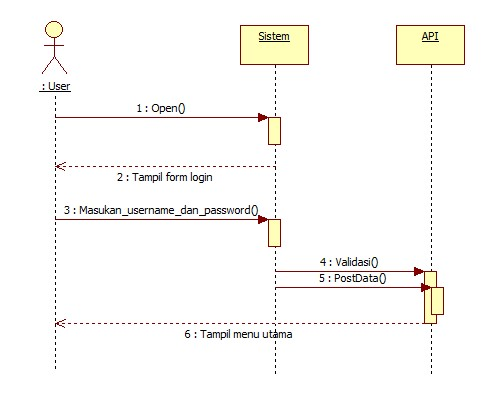 Sistem
API
: User
1 : Open()
2 : Tampil form login
3 : Masukan_username_dan_password()
4 : Validasi()
5 : PostData()
6 : Tampil menu utama